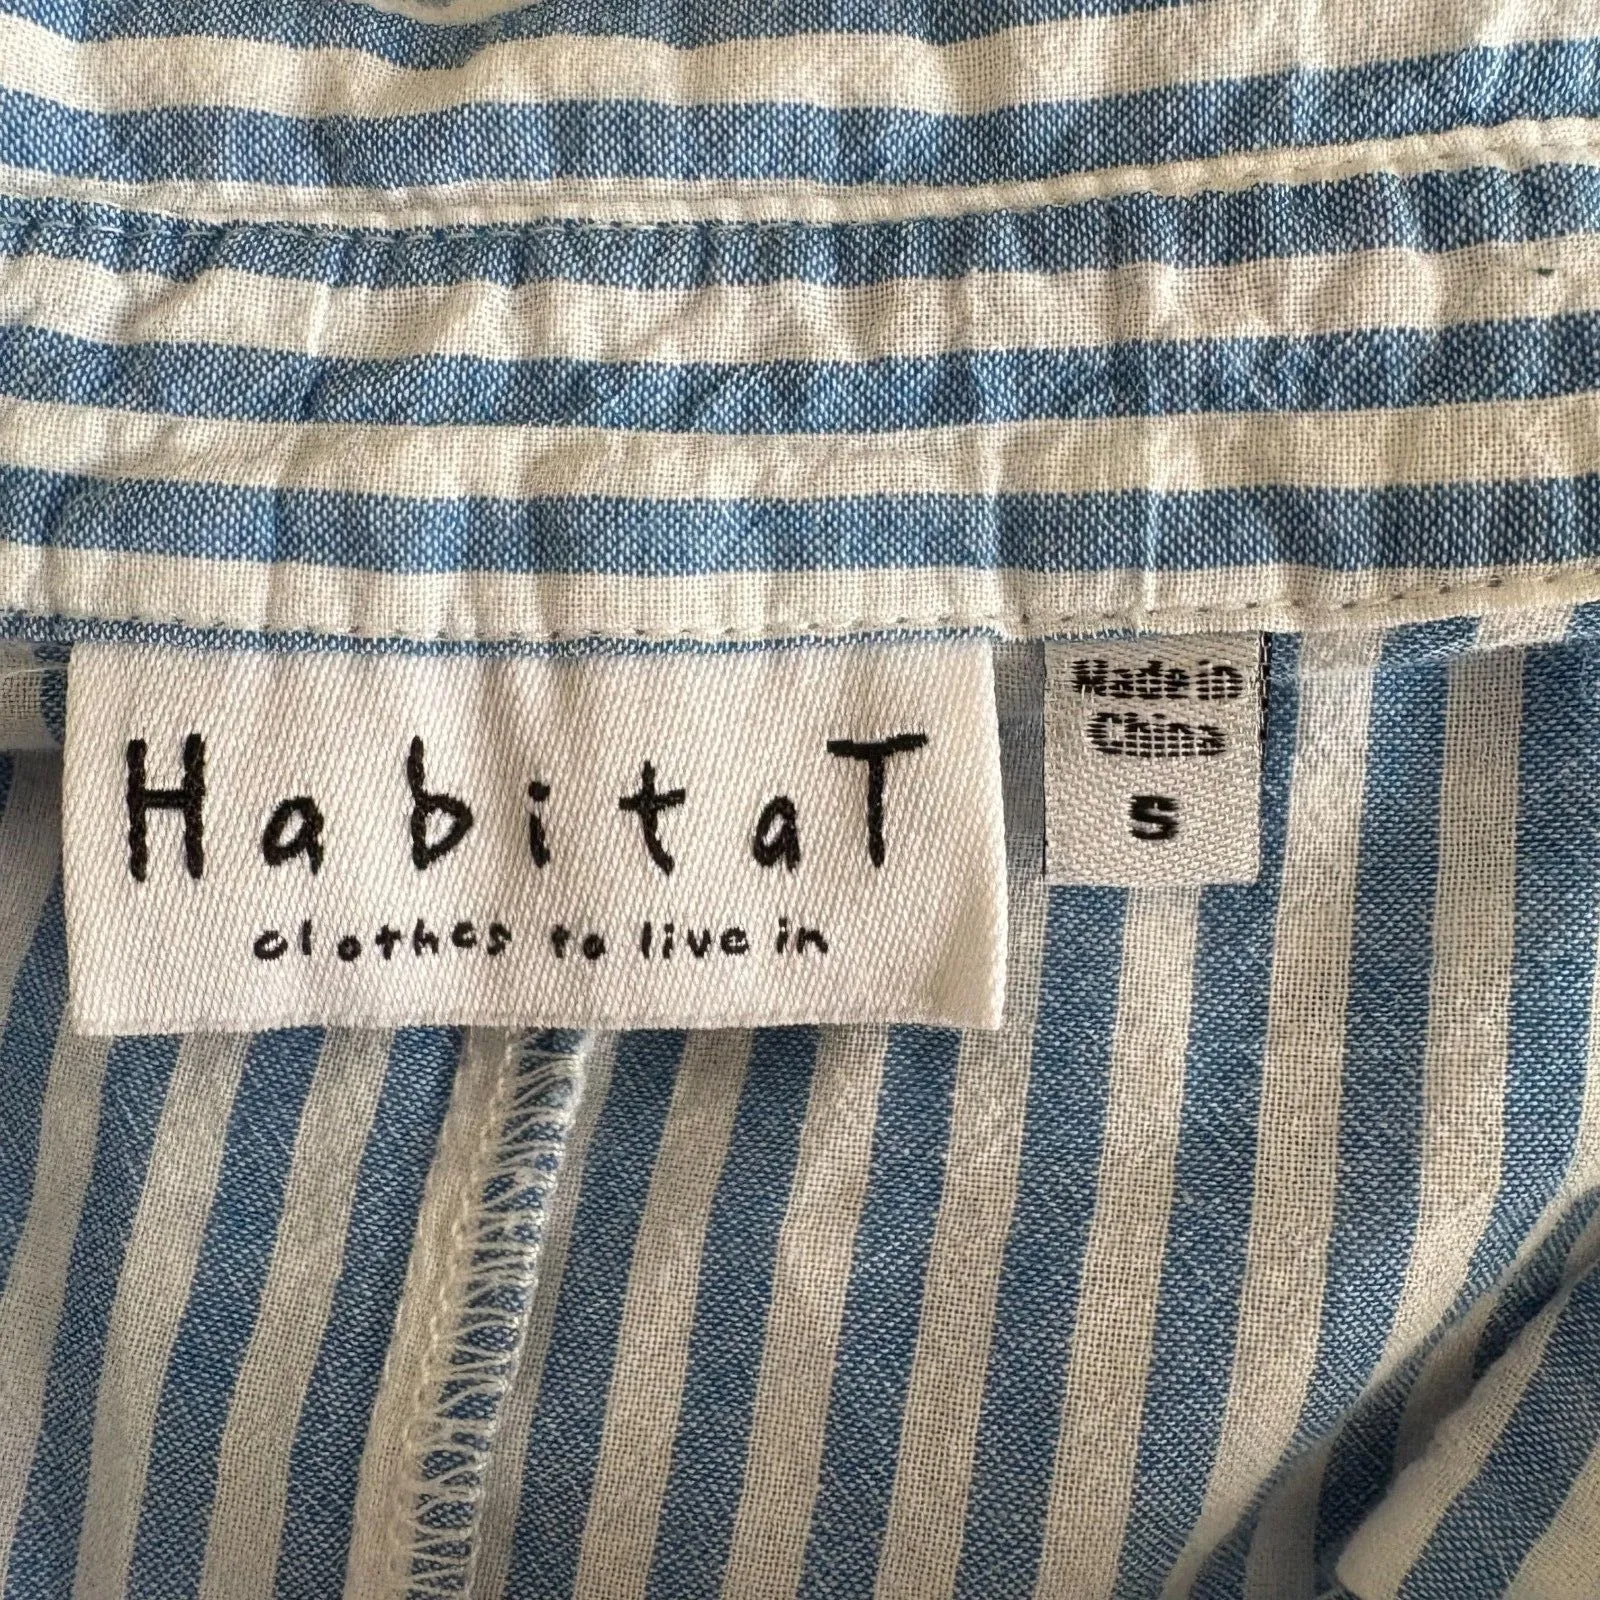 HabitaT
clothes to live in
Made in
China
S